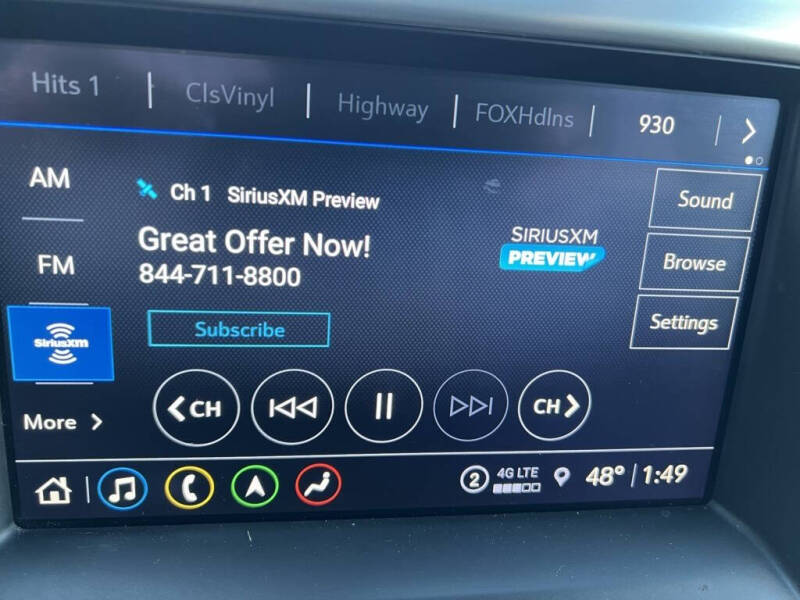 Hits 1 | ClsVinyl | Highway | FOXHdlns | 930
AM
Ch 1 SiriusXM Preview
Sound
Great Offer Now!
SIRIUSXM
PREVIEW
844-711-8800
FM
Browse
Subscribe
SiriusXM
Settings
CH
CH
More
2 4G LTE 48° | 1:49